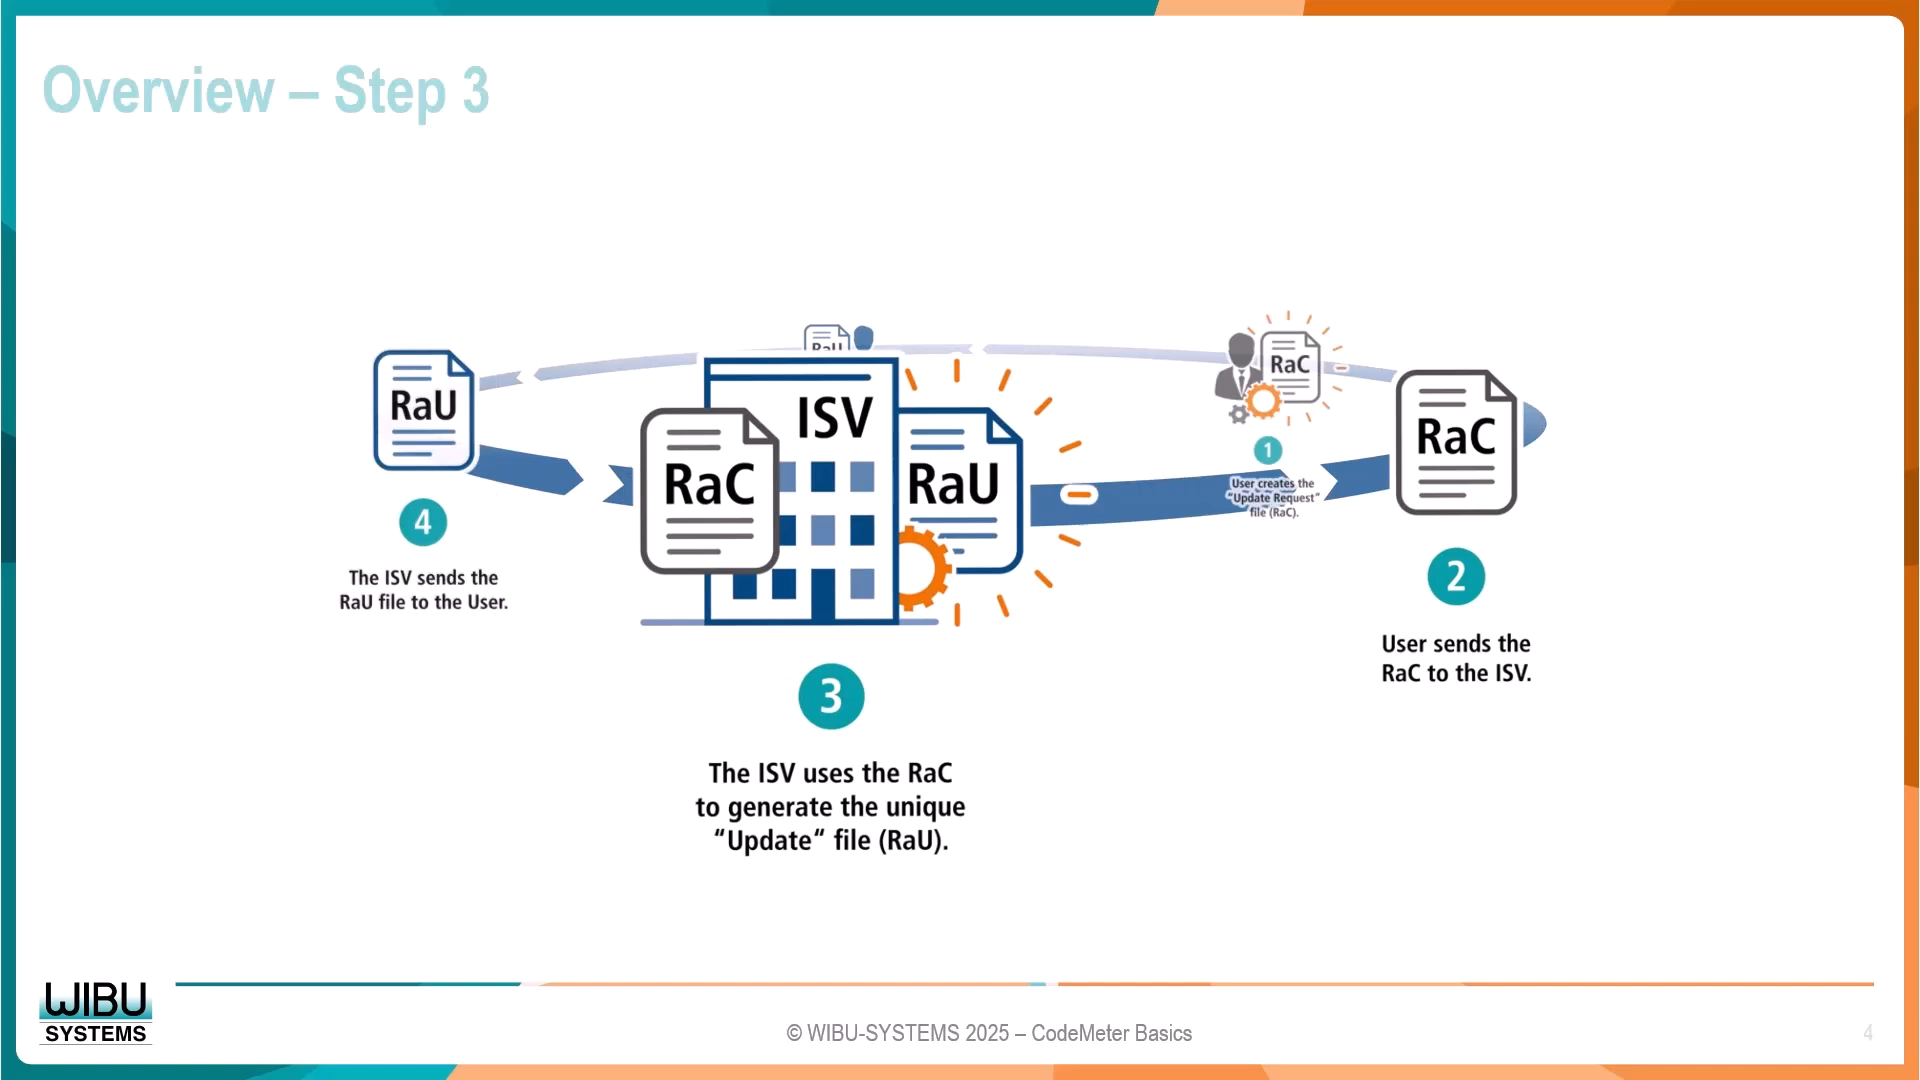 Overview – Step 3
RaU
RaU
4
The ISV sends the
RaU file to the User.
ISV
RaC
RaU
3
The ISV uses the RaC
to generate the unique
“Update“ file (RaU).
RaC
1
User creates the
“Update Request“
file (RaC).
RaC
2
User sends the
RaC to the ISV.
WIBU
SYSTEMS
© WIBU-SYSTEMS 2025 – CodeMeter Basics
4